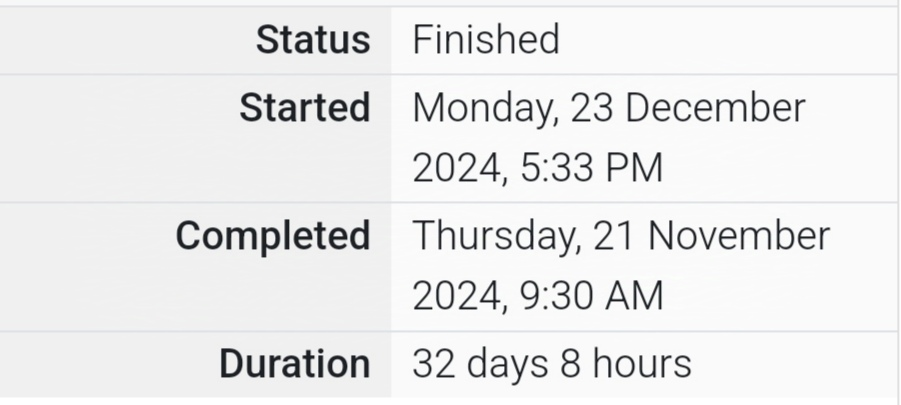 Status Finished
Started Monday, 23 December
2024, 5:33 PM
Completed Thursday, 21 November
2024, 9:30 AM
Duration 32 days 8 hours